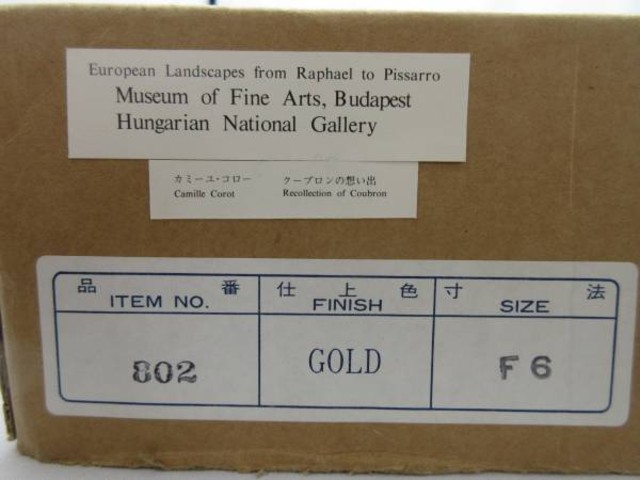 European Landscapes from Raphael to Pissarro
Museum of Fine Arts, Budapest
Hungarian National Gallery
カミーユ・コロー クーブロンの想い出
Camille Corot Recollection of Coubron
品番 仕上色 寸法
ITEM NO. FINISH SIZE
802 GOLD F6